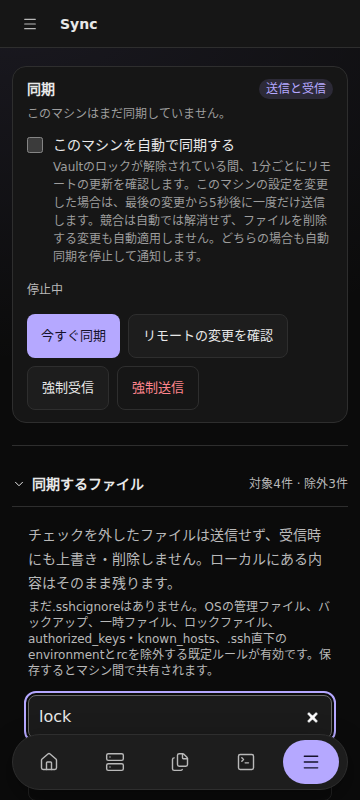 Sync
同期
送信と受信
このマシンはまだ同期していません。
このマシンを自動で同期する
Vaultのロックが解除されている間、1分ごとにリモ
ートの更新を確認します。このマシンの設定を変更
した場合は、最後の変更から5秒後に一度だけ送信
します。競合は自動では解消せず、ファイルを削除
する変更も自動適用しません。どちらの場合も自動
同期を停止して通知します。
停止中
今すぐ同期
リモートの変更を確認
強制受信
強制送信
同期するファイル
対象4件・除外3件
チェックを外したファイルは送信せず、受信時
にも上書き・削除しません。ローカルにある内
容はそのまま残ります。
まだ.sshcignoreはありません。OSの管理ファイル、バ
ックアップ、一時ファイル、ロックファイル、
authorized_keys・known_hosts、.ssh直下の
environmentとrcを除外する既定ルールが有効です。保
存するとマシン間で共有されます。
lock